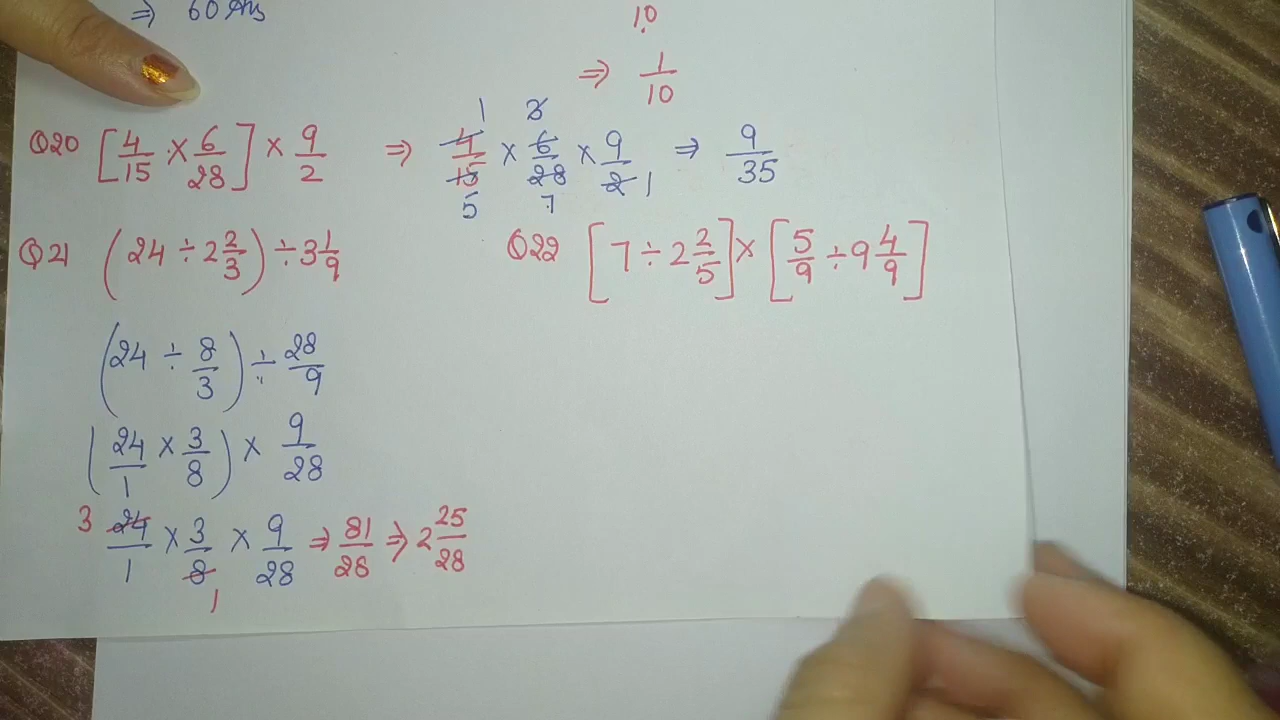 ⇒ 60 Ans
10
⇒ 1/10
Q20 [4/15 × 6/28] × 9/2 ⇒ 4/15 × 6/28 × 9/2 ⇒ 9/35
1 3
5 7 1
Q21 (24 ÷ 2 2/3) ÷ 3 1/9
(24 ÷ 8/3) ÷ 28/9
(24/1 × 3/8) × 9/28
3 24/1 × 3/8 × 9/28 ⇒ 81/28 ⇒ 2 25/28
1
Q22 [7 ÷ 2 2/5] × [5/9 ÷ 9 4/9]